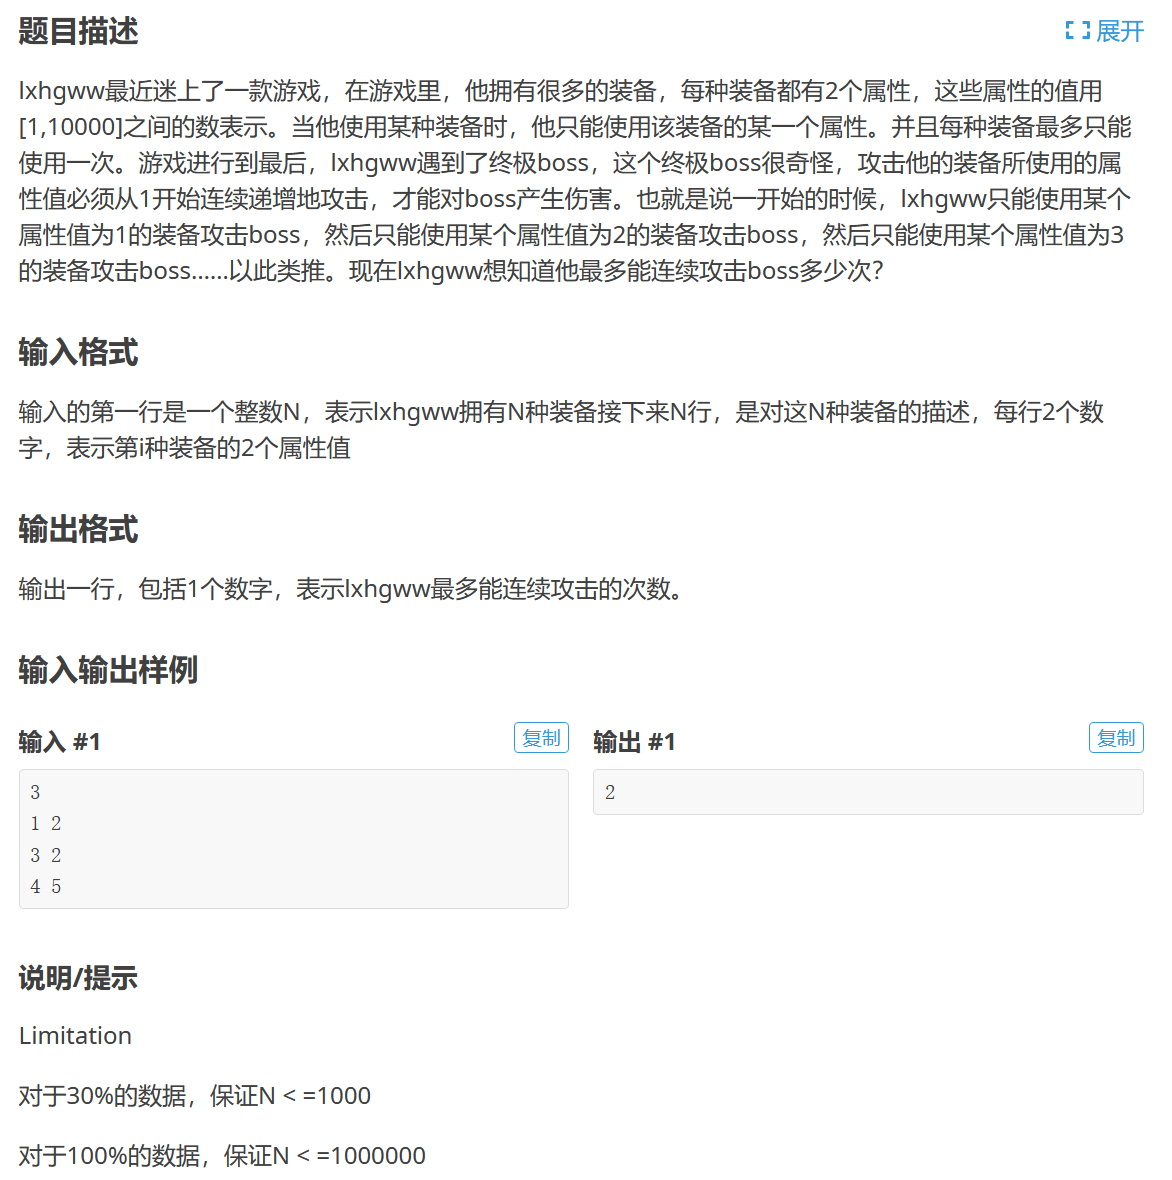 题目描述
展开
lxhgww最近迷上了一款游戏，在游戏里，他拥有很多的装备，每种装备都有2个属性，这些属性的值用
[1,10000]之间的数表示。当他使用某种装备时，他只能使用该装备的某一个属性。并且每种装备最多只能
使用一次。游戏进行到最后，lxhgww遇到了终极boss，这个终极boss很奇怪，攻击他的装备所使用的属
性值必须从1开始连续递增地攻击，才能对boss产生伤害。也就是说一开始的时候，lxhgww只能使用某个
属性值为1的装备攻击boss，然后只能使用某个属性值为2的装备攻击boss，然后只能使用某个属性值为3
的装备攻击boss……以此类推。现在lxhgww想知道他最多能连续攻击boss多少次？
输入格式
输入的第一行是一个整数N，表示lxhgww拥有N种装备接下来N行，是对这N种装备的描述，每行2个数
字，表示第i种装备的2个属性值
输出格式
输出一行，包括1个数字，表示lxhgww最多能连续攻击的次数。
输入输出样例
输入 #1
复制
3
1 2
3 2
4 5
输出 #1
复制
2
说明/提示
Limitation
对于30%的数据，保证N < =1000
对于100%的数据，保证N < =1000000